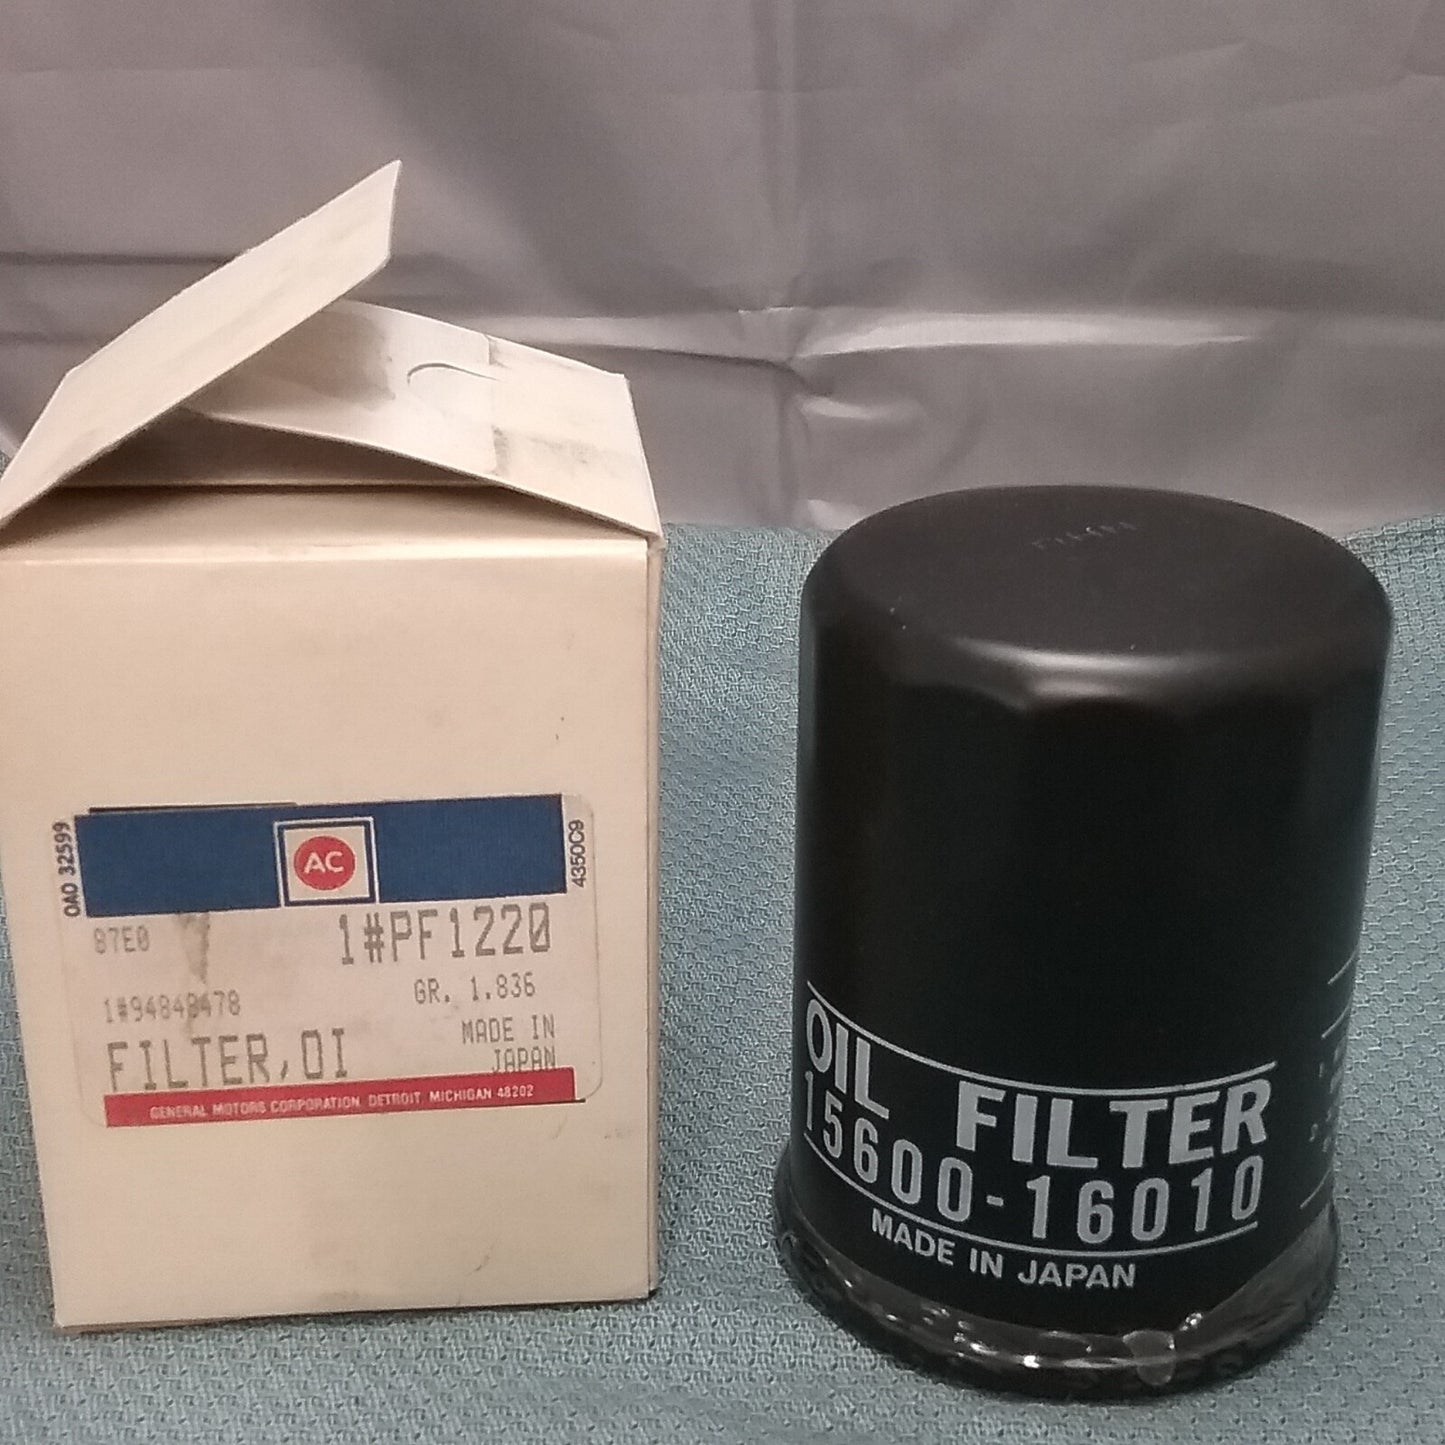 OAO 32599
AC
4350C9
87E0
1#PF1220
GR. 1.836
1#94848478
MADE IN
JAPAN
FILTER,OI
GENERAL MOTORS CORPORATION DETROIT, MICHIGAN 48202
OIL FILTER
15600-16010
MADE IN JAPAN